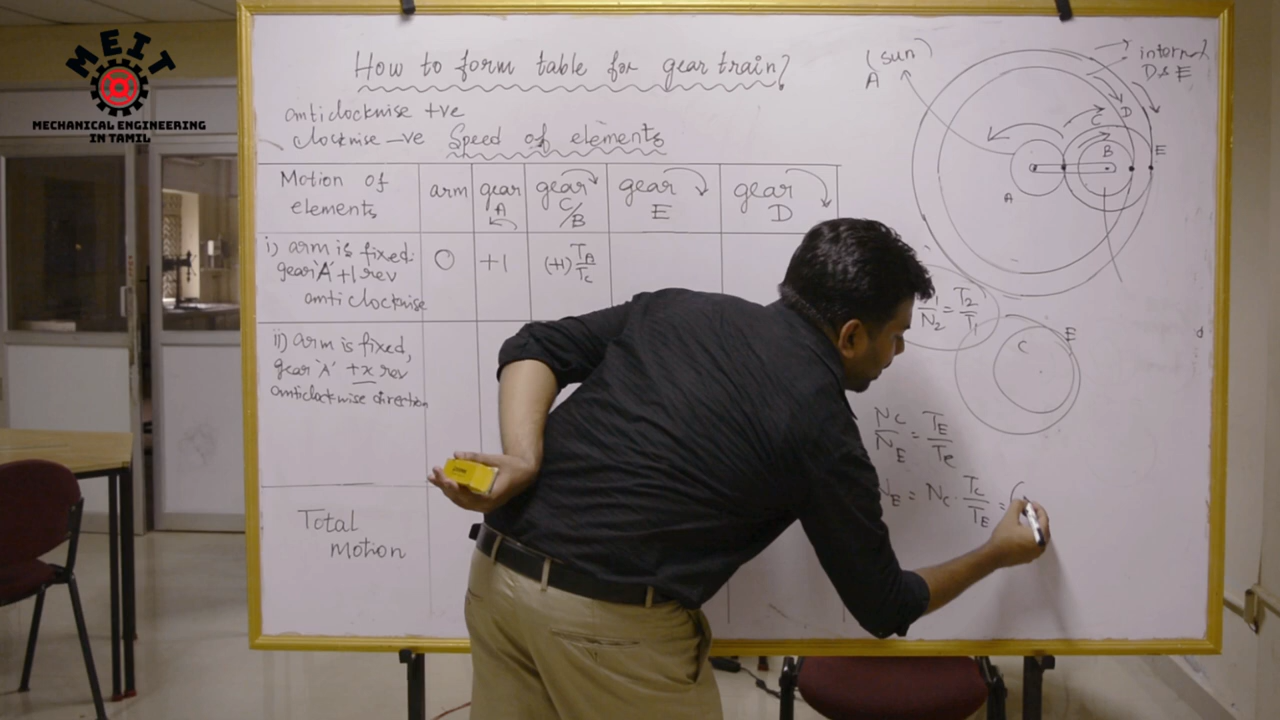 MEIT
MECHANICAL ENGINEERING
IN TAMIL
How to form table for gear train?
anticlockwise +ve
clockwise -ve Speed of elements
Motion of elements
arm
gear A
gear C/B
gear E
gear D
i) arm is fixed:
gear 'A' +1 rev
anticlockwise
0
+1
(+1) TA/TC
ii) arm is fixed,
gear 'A' +x rev
anticlockwise direction
Total
motion
(sun)
A
internal
D & E
D
C
E
B
A
N2 = T2/T1
E
C
NC/NE = TE/TC
NE = NC . TC/TE = (